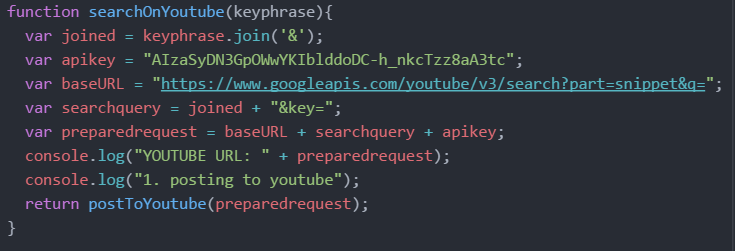 function searchOnYoutube(keyphrase){
var joined = keyphrase.join('&');
var apikey = "AIzaSyDN3GpOWwYKIblddoDC-h_nkcTzz8aA3tc";
var baseURL = "https://www.googleapis.com/youtube/v3/search?part=snippet&q=";
var searchquery = joined + "&key=";
var preparedrequest = baseURL + searchquery + apikey;
console.log("YOUTUBE URL: " + preparedrequest);
console.log("1. posting to youtube");
return postToYoutube(preparedrequest);
}